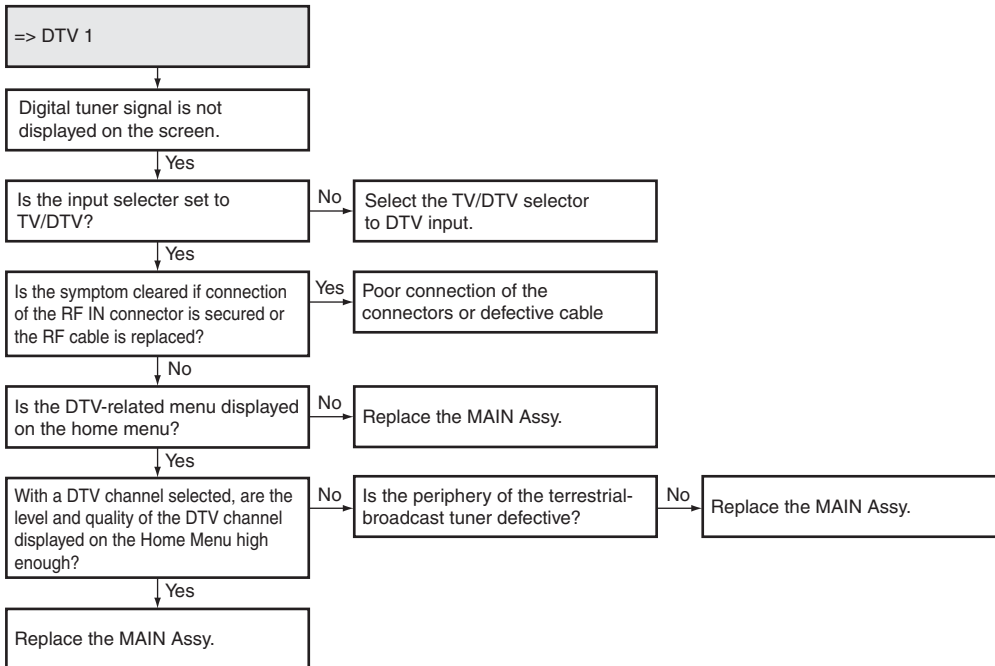 => DTV 1
Digital tuner signal is not
displayed on the screen.
Yes
Is the input selecter set to
TV/DTV?
No
Select the TV/DTV selector
to DTV input.
Yes
Is the symptom cleared if connection
of the RF IN connector is secured or
the RF cable is replaced?
Yes
Poor connection of the
connectors or defective cable
No
Is the DTV-related menu displayed
on the home menu?
No
Replace the MAIN Assy.
Yes
With a DTV channel selected, are the
level and quality of the DTV channel
displayed on the Home Menu high
enough?
No
Is the periphery of the terrestrial-
broadcast tuner defective?
No
Replace the MAIN Assy.
Yes
Replace the MAIN Assy.